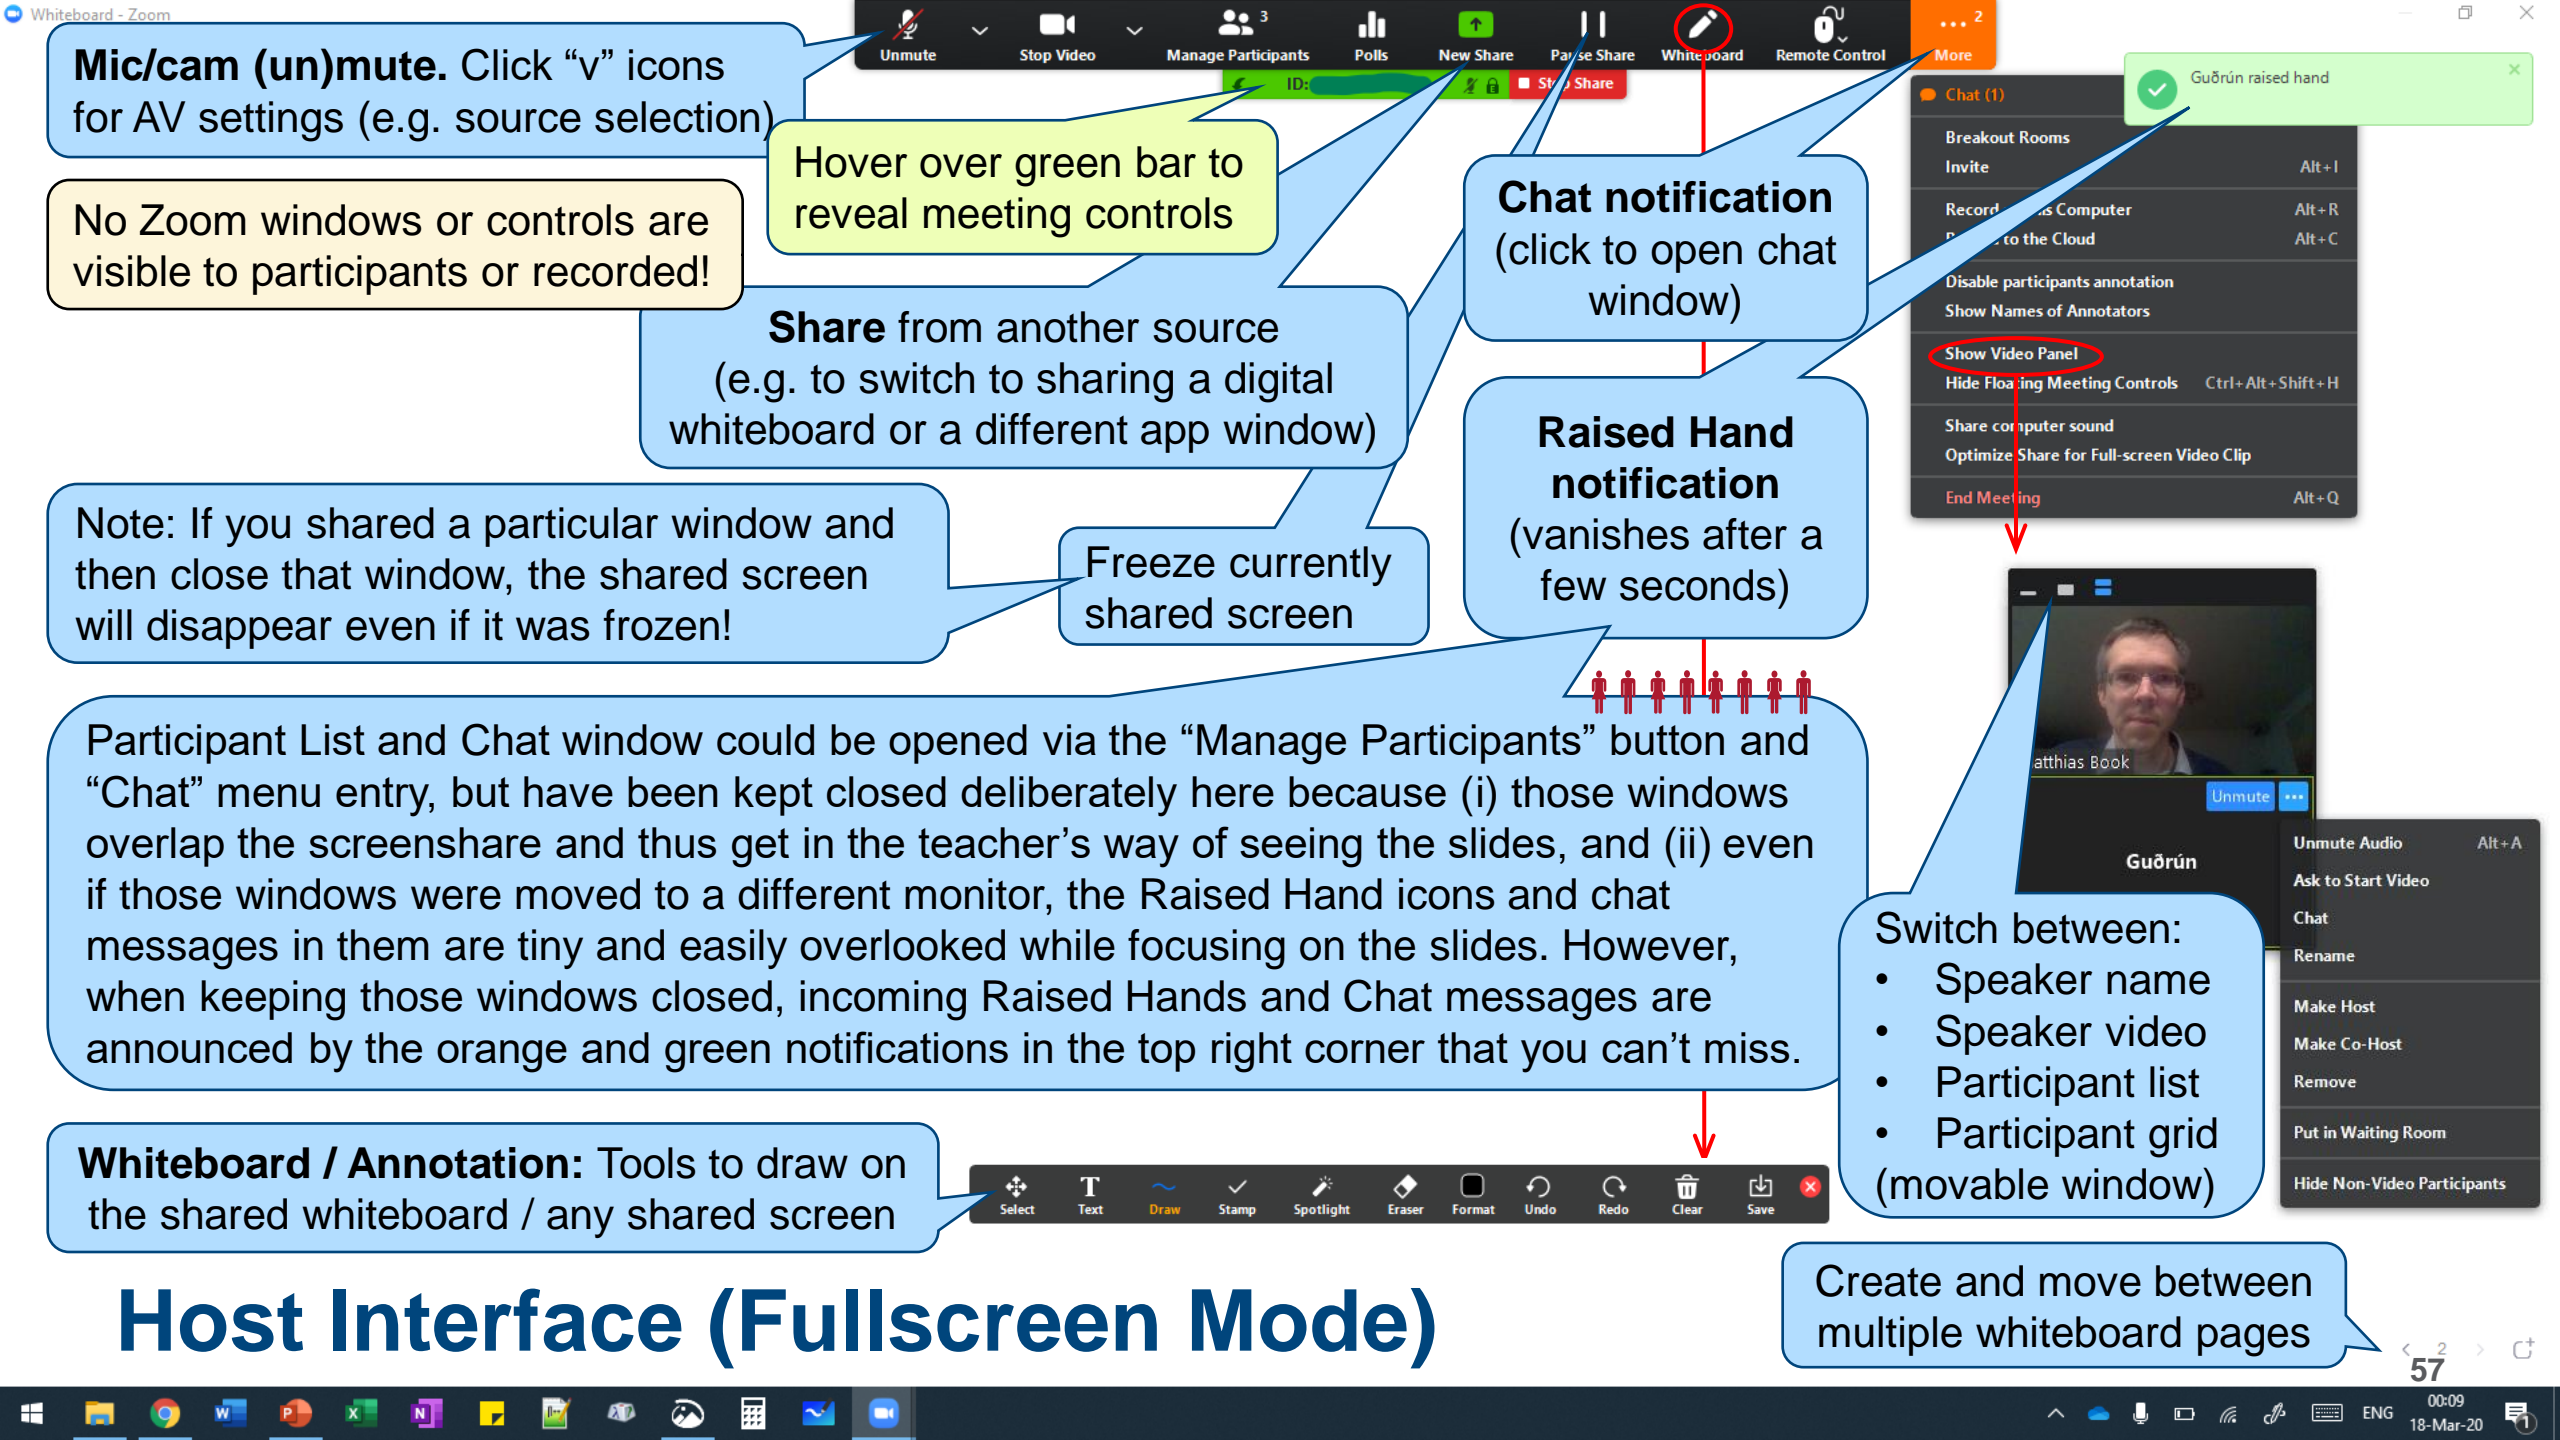 Whiteboard - Zoom
Unmute
Stop Video
3
Manage Participants
Polls
New Share
Pause Share
Whiteboard
Remote Control
2
More
ID:
Stop Share
Guðrún raised hand
Mic/cam (un)mute. Click “v” icons
for AV settings (e.g. source selection)
No Zoom windows or controls are
visible to participants or recorded!
Hover over green bar to
reveal meeting controls
Share from another source
(e.g. to switch to sharing a digital
whiteboard or a different app window)
Chat notification
(click to open chat
window)
Raised Hand
notification
(vanishes after a
few seconds)
Chat (1)
Breakout Rooms
Invite Alt+I
Record Computer Alt+R
to the Cloud Alt+C
Disable participants annotation
Show Names of Annotators
Show Video Panel
Hide Floating Meeting Controls Ctrl+Alt+Shift+H
Share computer sound
Optimize Share for Full-screen Video Clip
End Meeting Alt+Q
Note: If you shared a particular window and
then close that window, the shared screen
will disappear even if it was frozen!
Freeze currently
shared screen
Participant List and Chat window could be opened via the “Manage Participants” button and
“Chat” menu entry, but have been kept closed deliberately here because (i) those windows
overlap the screenshare and thus get in the teacher’s way of seeing the slides, and (ii) even
if those windows were moved to a different monitor, the Raised Hand icons and chat
messages in them are tiny and easily overlooked while focusing on the slides. However,
when keeping those windows closed, incoming Raised Hands and Chat messages are
announced by the orange and green notifications in the top right corner that you can’t miss.
atthias Book
Unmute
Guðrún
Unmute Audio Alt+A
Ask to Start Video
Chat
Rename
Make Host
Make Co-Host
Remove
Put in Waiting Room
Hide Non-Video Participants
Switch between:
• Speaker name
• Speaker video
• Participant list
• Participant grid
(movable window)
Whiteboard / Annotation: Tools to draw on
the shared whiteboard / any shared screen
Select
Text
Draw
Stamp
Spotlight
Eraser
Format
Undo
Redo
Clear
Save
Create and move between
multiple whiteboard pages
Host Interface (Fullscreen Mode)
2
57
ENG
00:09
18-Mar-20
1